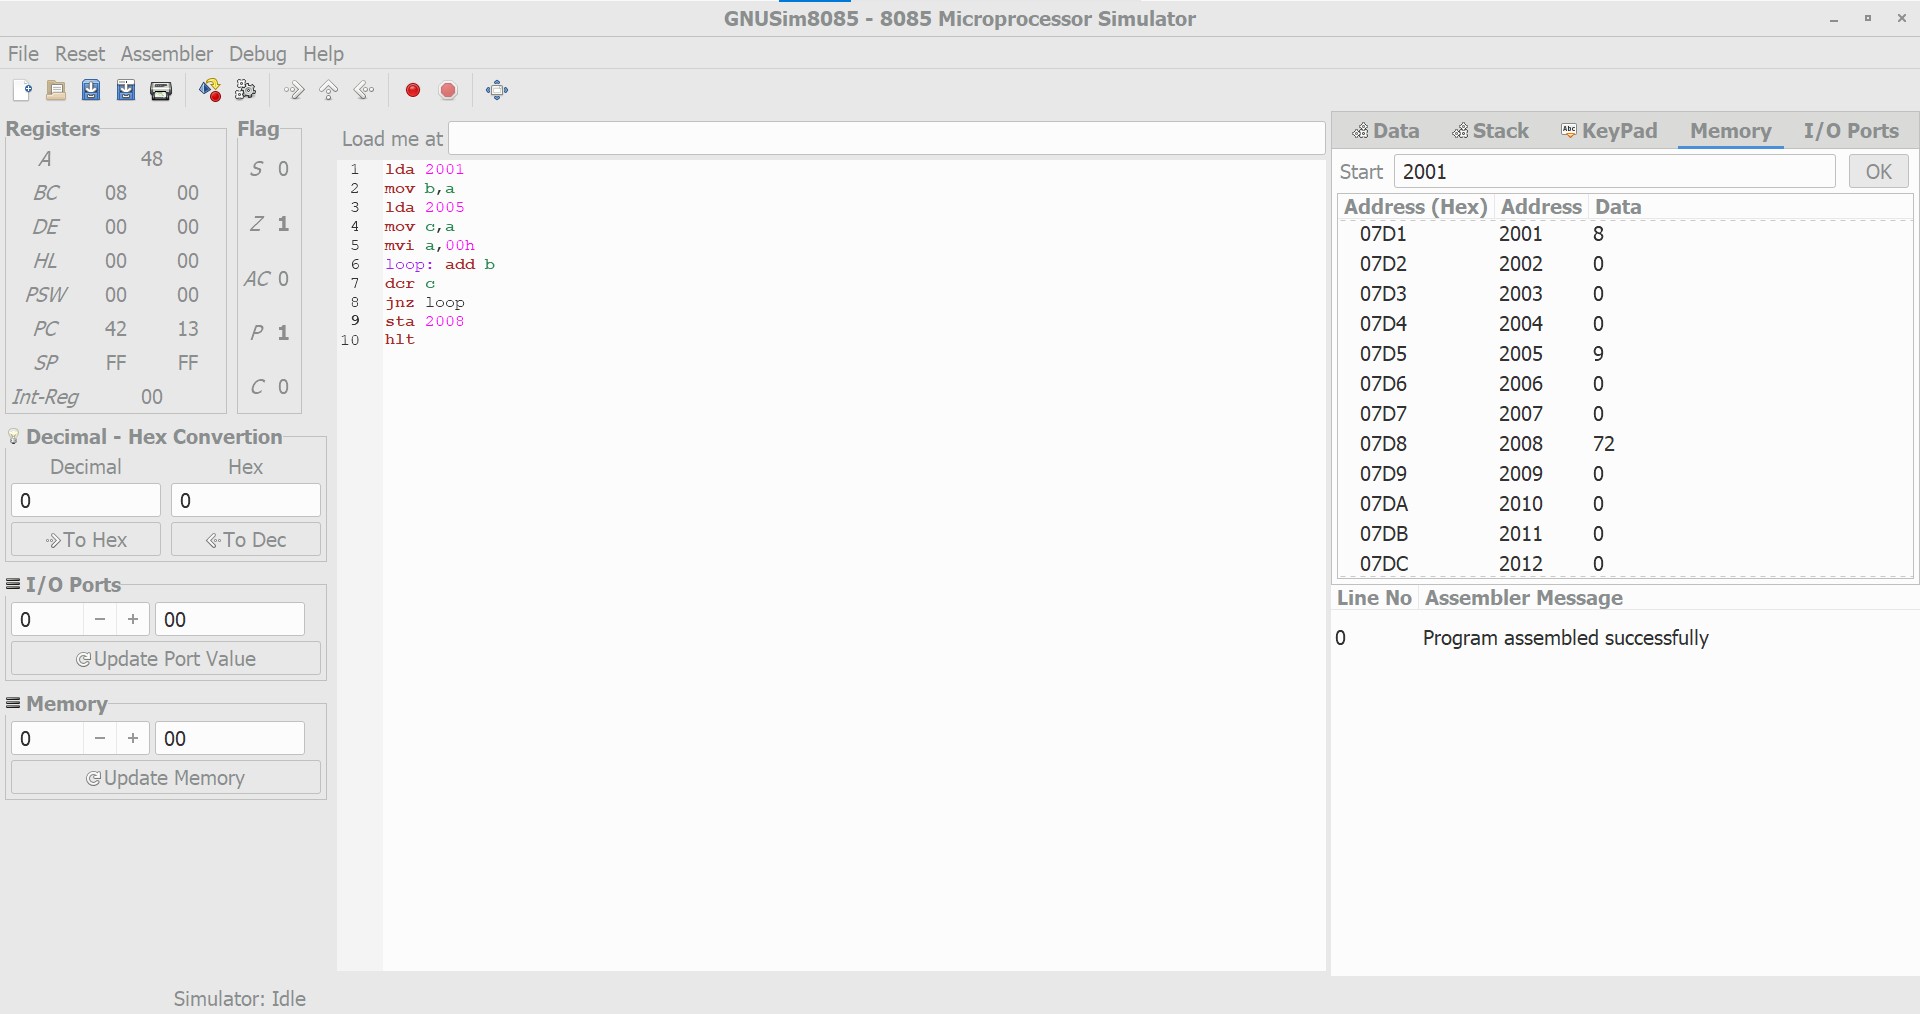 GNUSim8085 - 8085 Microprocessor Simulator
File Reset Assembler Debug Help
Registers
A 48
BC 08 00
DE 00 00
HL 00 00
PSW 00 00
PC 42 13
SP FF FF
Int-Reg 00
Flag
S 0
Z 1
AC 0
P 1
C 0
Decimal - Hex Convertion
Decimal Hex
0 0
To Hex To Dec
I/O Ports
0 − + 00
Update Port Value
Memory
0 − + 00
Update Memory
Simulator: Idle
Load me at
1 lda 2001
2 mov b,a
3 lda 2005
4 mov c,a
5 mvi a,00h
6 loop: add b
7 dcr c
8 jnz loop
9 sta 2008
10 hlt
Data Stack Abc KeyPad Memory I/O Ports
Start 2001 OK
Address (Hex) Address Data
07D1 2001 8
07D2 2002 0
07D3 2003 0
07D4 2004 0
07D5 2005 9
07D6 2006 0
07D7 2007 0
07D8 2008 72
07D9 2009 0
07DA 2010 0
07DB 2011 0
07DC 2012 0
Line No Assembler Message
0 Program assembled successfully